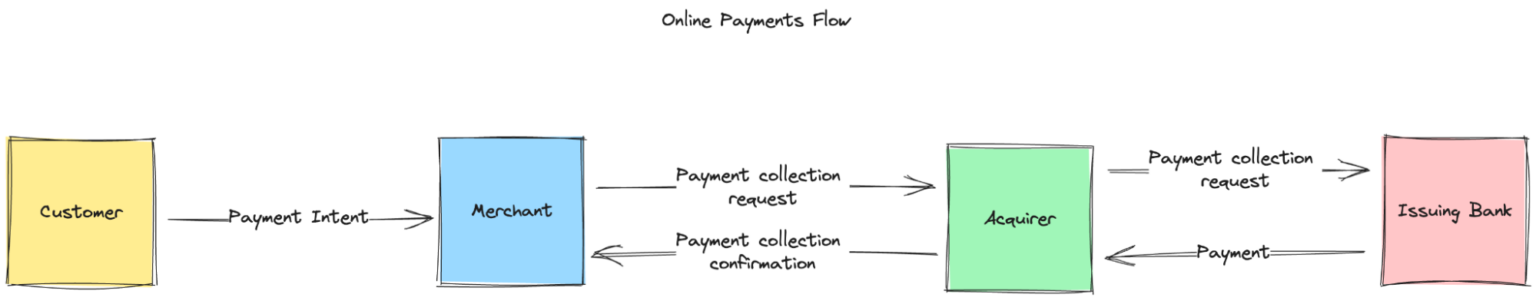 Online Payments Flow
Customer
Payment Intent
Merchant
Payment collection
request
Payment collection
confirmation
Acquirer
Payment collection
request
Payment
Issuing Bank